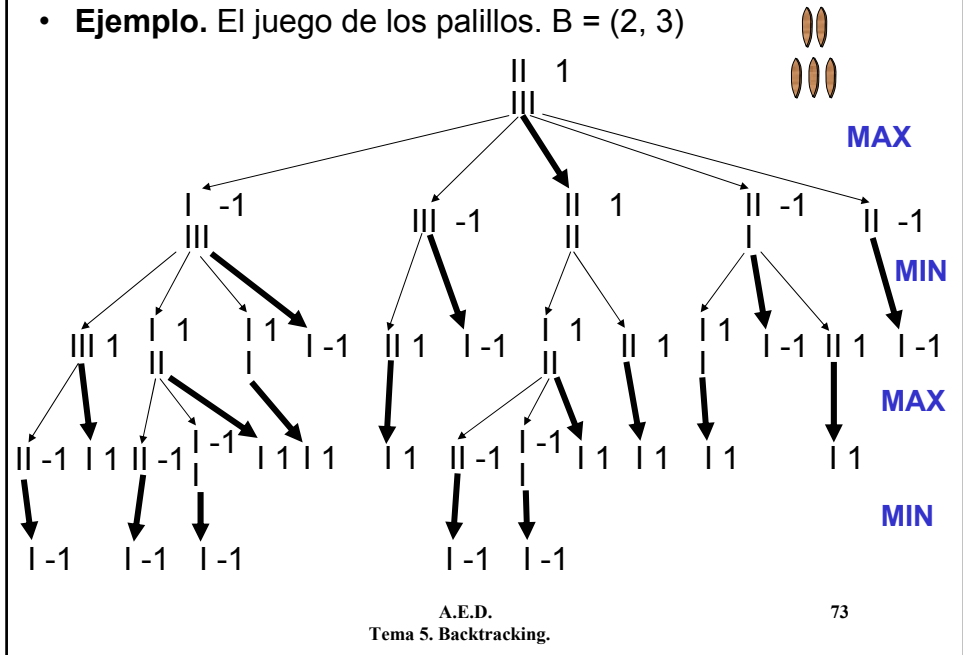 • Ejemplo. El juego de los palillos. B = (2, 3)
II 1
III
MAX
I -1
III
III -1
II 1
II
II -1
I
II -1
MIN
III 1
I 1
II
I 1
I
I -1
II 1
I -1
I 1
II
II 1
I 1
I
I -1
II 1
I -1
MAX
II -1
I 1
II -1
I -1
I
I 1
I 1
I 1
II -1
I -1
I
I 1
I 1
I 1
I 1
MIN
I -1
I -1
I -1
I -1
I -1
A.E.D.
73
Tema 5. Backtracking.